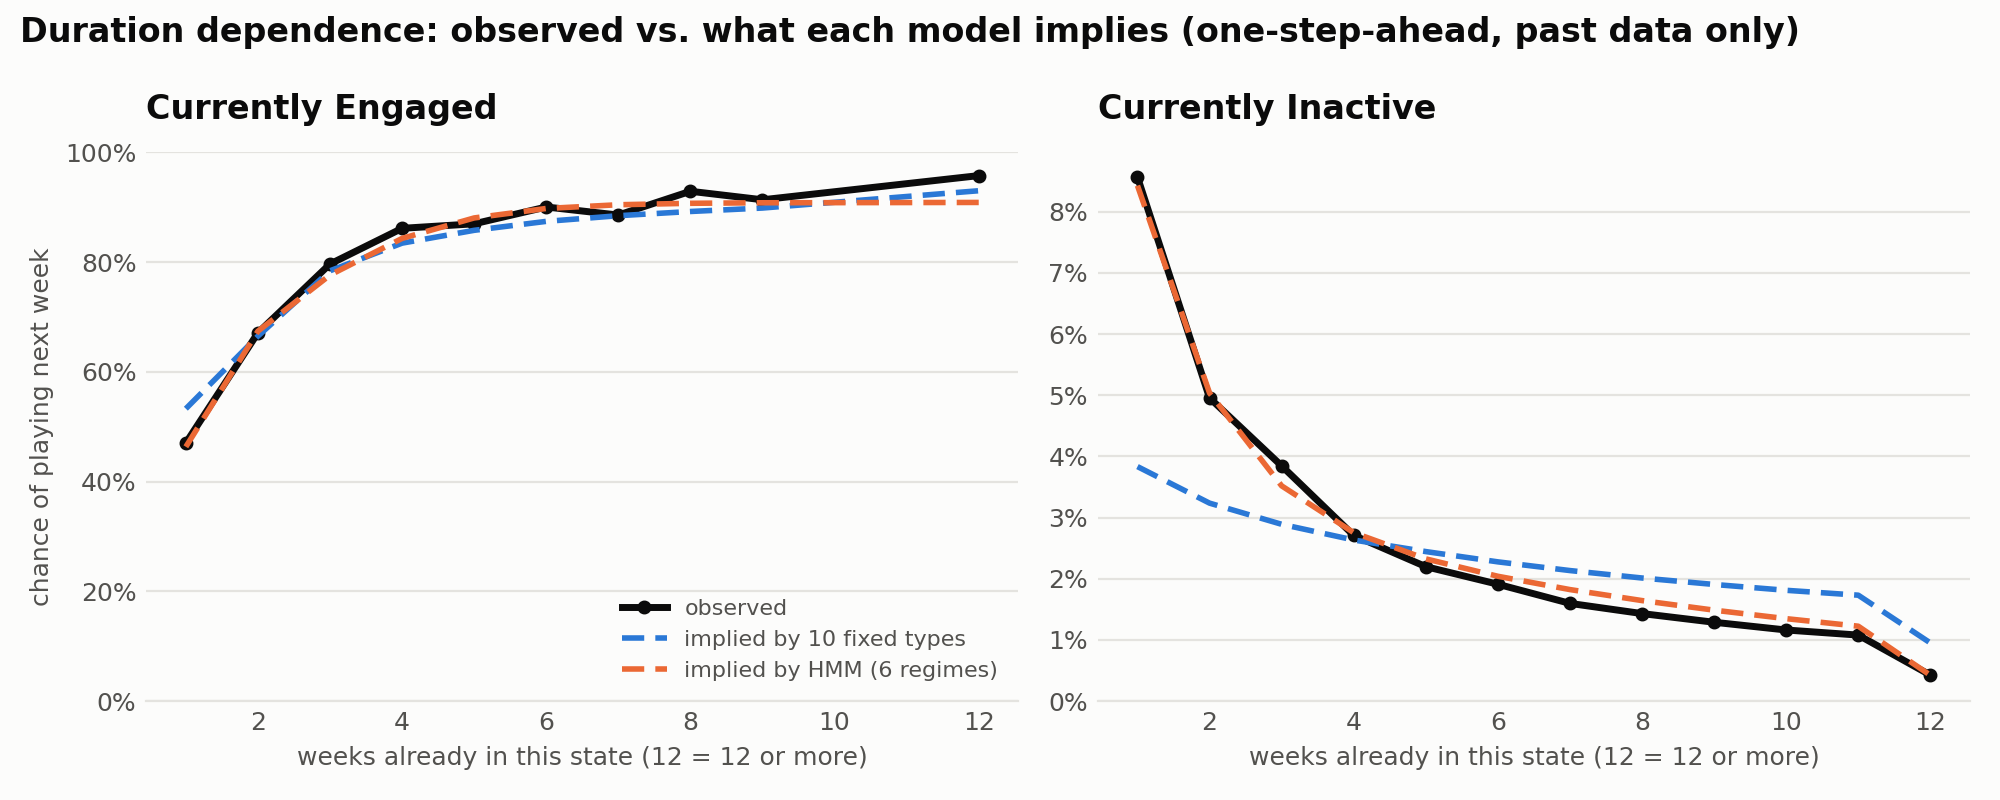 Duration dependence: observed vs. what each model implies (one-step-ahead, past data only)
Currently Engaged
chance of playing next week
100%
80%
60%
40%
20%
0%
2 4 6 8 10 12
weeks already in this state (12 = 12 or more)
observed
implied by 10 fixed types
implied by HMM (6 regimes)
Currently Inactive
8%
7%
6%
5%
4%
3%
2%
1%
0%
2 4 6 8 10 12
weeks already in this state (12 = 12 or more)